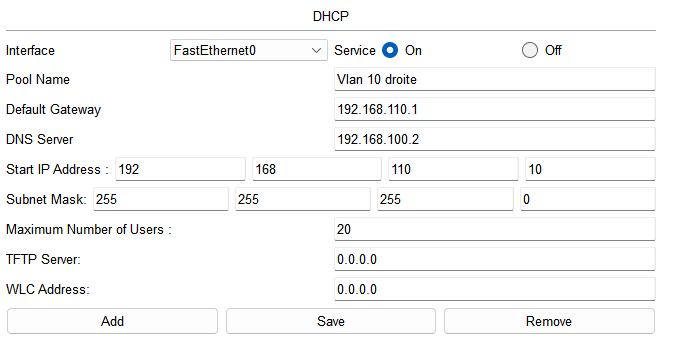 DHCP
Interface FastEthernet0 Service On Off
Pool Name Vlan 10 droite
Default Gateway 192.168.110.1
DNS Server 192.168.100.2
Start IP Address : 192 168 110 10
Subnet Mask: 255 255 255 0
Maximum Number of Users : 20
TFTP Server: 0.0.0.0
WLC Address: 0.0.0.0
Add Save Remove